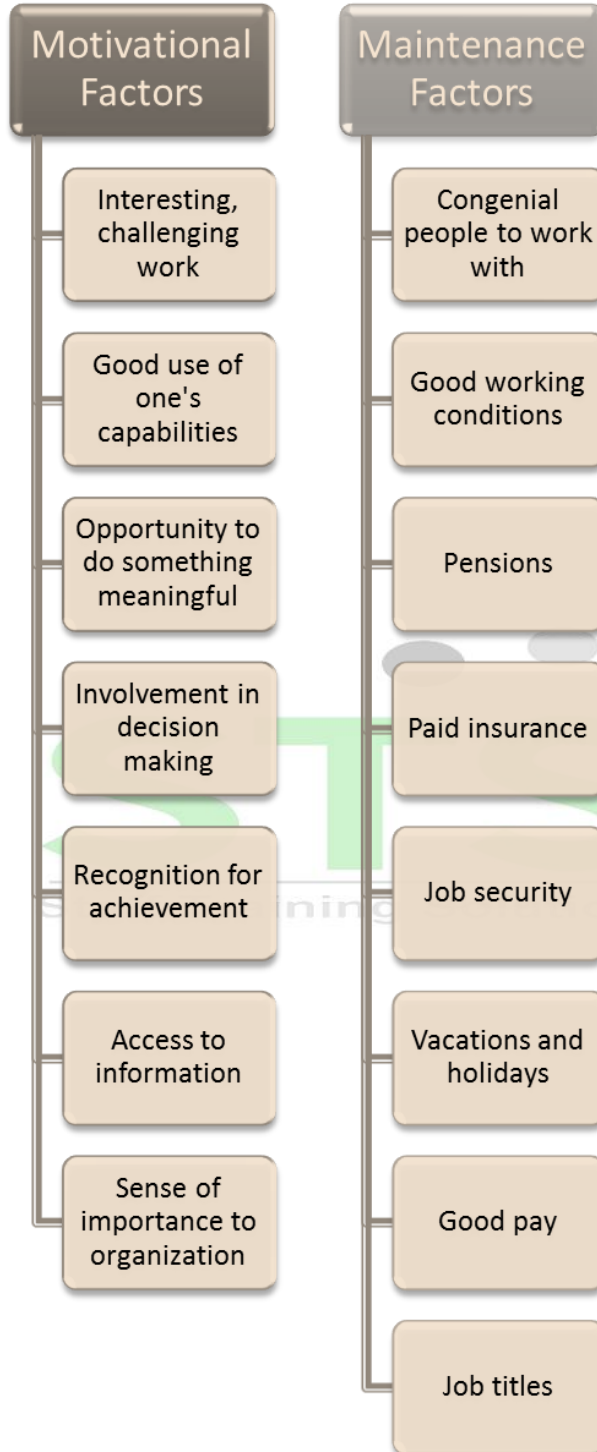 Motivational
Factors
Interesting,
challenging
work
Good use of
one's
capabilities
Opportunity to
do something
meaningful
Involvement in
decision
making
Recognition for
achievement
Access to
information
Sense of
importance to
organization
Maintenance
Factors
Congenial
people to work
with
Good working
conditions
Pensions
Paid insurance
Job security
Vacations and
holidays
Good pay
Job titles
STS